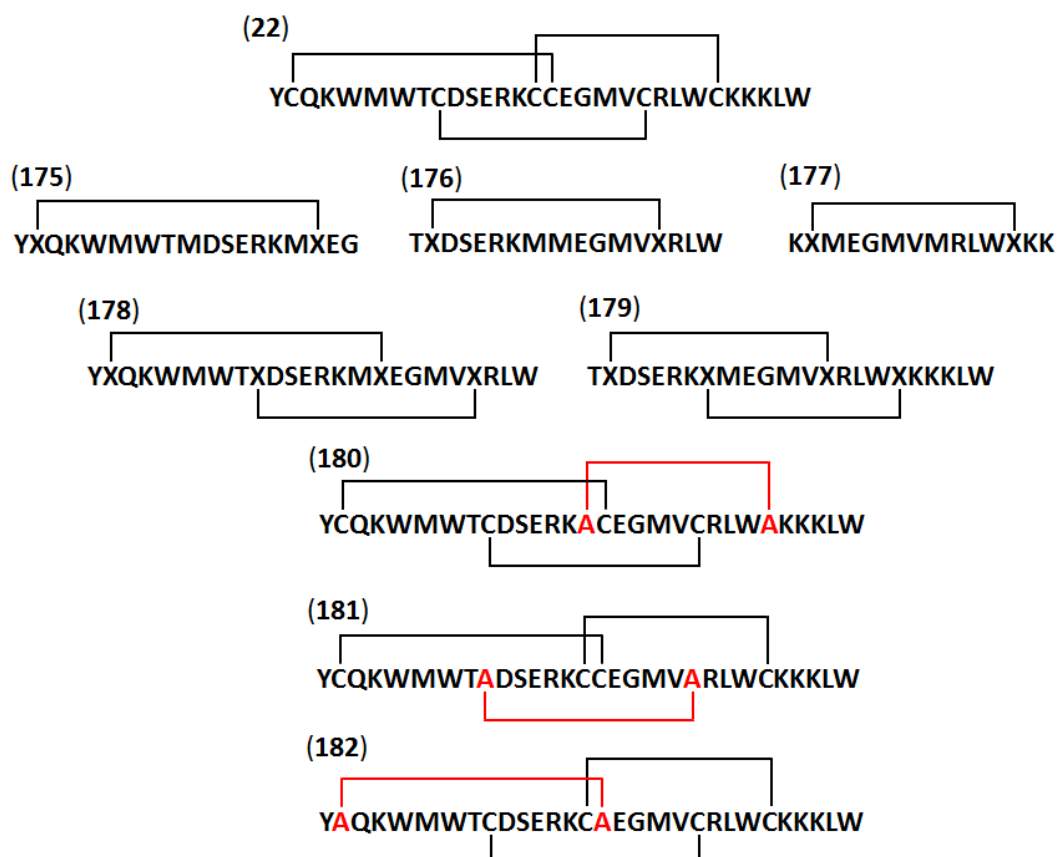 (22)
YCQKWMWTCDSERKCCEGMVCRLWCKKKLW
(175) (176) (177)
YXQKWMWTMDSERKMXEG TXDSERKMMEGMVXRLW KXMEGMVMRLWXKK
(178) (179)
YXQKWMWTXDSERKMXEGMVXRLW TXDSERKXMEGMVXRLWXKKKLW
(180)
YCQKWMWTCDSERKACEGMVCRLWAKKKLW
(181)
YCQKWMWTADSERKCCEGMVARLWCKKKLW
(182)
YAQKWMWTCDSERKCAEGMVCRLWCKKKLW